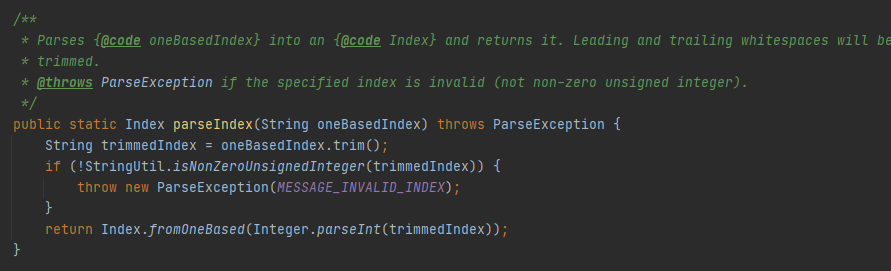 /**
 * Parses {@code oneBasedIndex} into an {@code Index} and returns it. Leading and trailing whitespaces will be
 * trimmed.
 * @throws ParseException if the specified index is invalid (not non-zero unsigned integer).
 */
public static Index parseIndex(String oneBasedIndex) throws ParseException {
    String trimmedIndex = oneBasedIndex.trim();
    if (!StringUtil.isNonZeroUnsignedInteger(trimmedIndex)) {
        throw new ParseException(MESSAGE_INVALID_INDEX);
    }
    return Index.fromOneBased(Integer.parseInt(trimmedIndex));
}